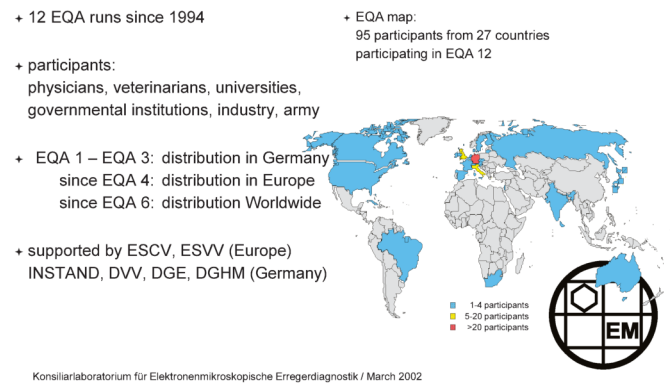 + 12 EQA runs since 1994
+ participants:
physicians, veterinarians, universities,
governmental institutions, industry, army
+ EQA 1 – EQA 3: distribution in Germany
since EQA 4: distribution in Europe
since EQA 6: distribution Worldwide
+ supported by ESCV, ESVV (Europe)
INSTAND, DVV, DGE, DGHM (Germany)
+ EQA map:
95 participants from 27 countries
participating in EQA 12
1-4 participants
5-20 participants
>20 participants
EM
Konsiliarlaboratorium für Elektronenmikroskopische Erregerdiagnostik / March 2002